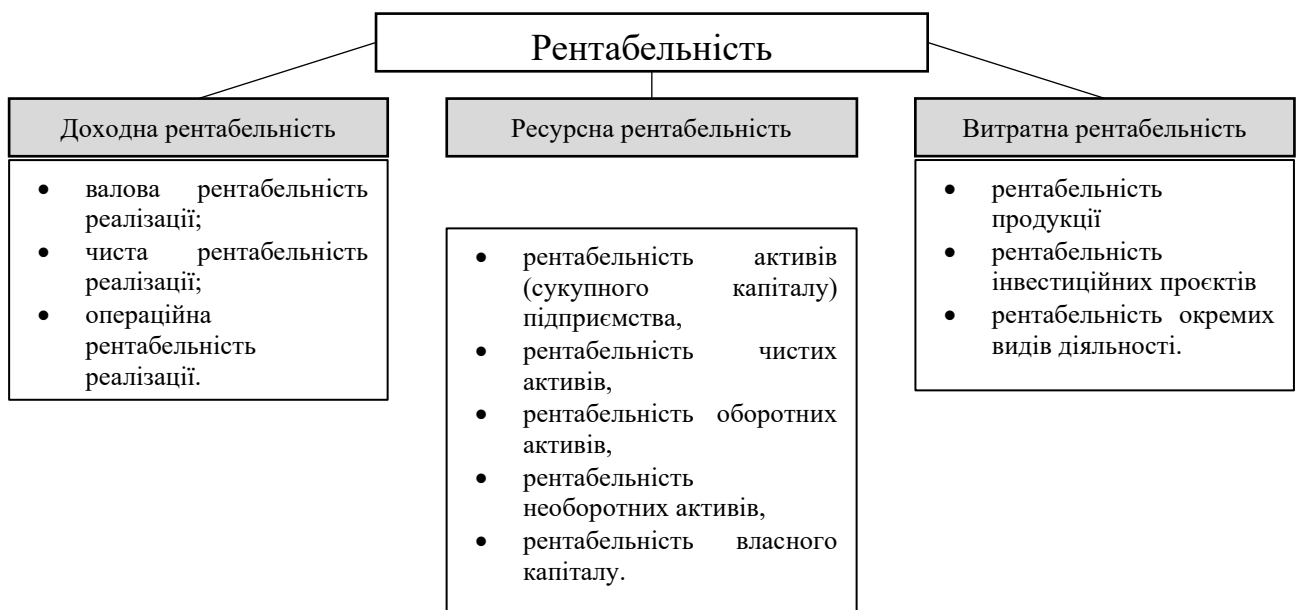 Рентабельність
Доходна рентабельність
валова рентабельність
реалізації;
чиста рентабельність
реалізації;
операційна
рентабельність
реалізації.
Ресурсна рентабельність
рентабельність активів
(сукупного капіталу)
підприємства,
рентабельність чистих
активів,
рентабельність оборотних
активів,
рентабельність
необоротних активів,
рентабельність власного
капіталу.
Витратна рентабельність
рентабельність
продукції
рентабельність
інвестиційних проєктів
рентабельність окремих
видів діяльності.